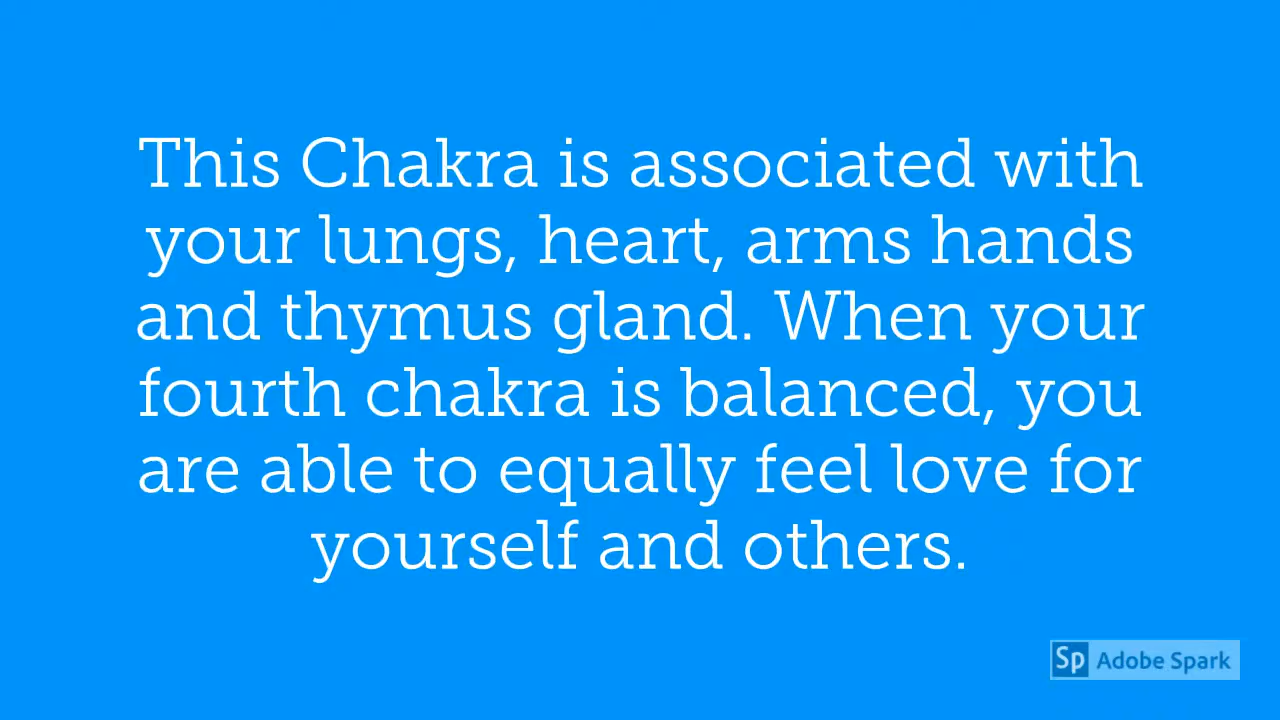 This Chakra is associated with
your lungs, heart, arms hands
and thymus gland. When your
fourth chakra is balanced, you
are able to equally feel love for
yourself and others.
Sp Adobe Spark